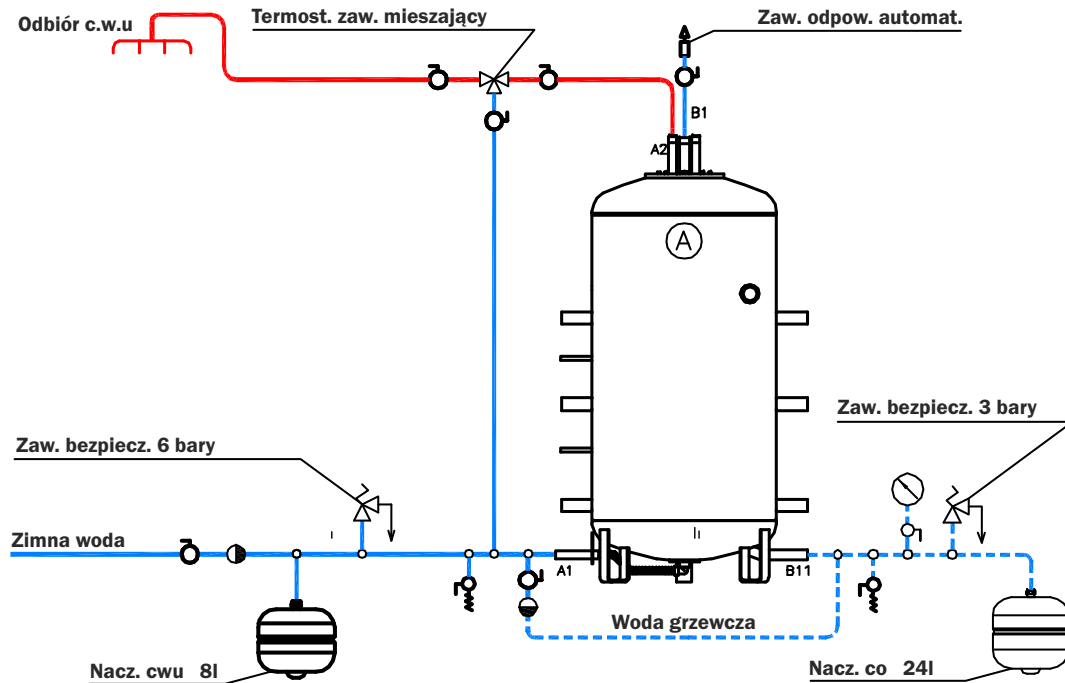 Odbiór c.w.u
Termost. zaw. mieszający
Zaw. odpow. automat.
B1
A2
A
Zaw. bezpiecz. 3 bary
Zaw. bezpiecz. 6 bary
Zimna woda
A1
B11
Woda grzewcza
Nacz. cwu 8l
Nacz. co 24l